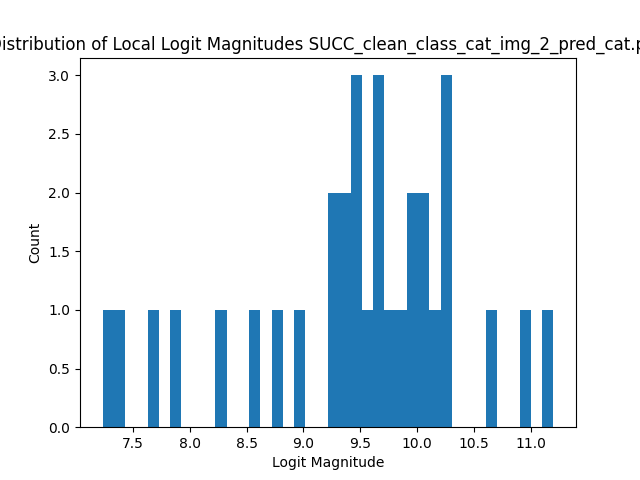 istribution of Local Logit Magnitudes SUCC_clean_class_cat_img_2_pred_cat.p
3.0
2.5
2.0
1.5
1.0
0.5
0.0
Count
7.5 8.0 8.5 9.0 9.5 10.0 10.5 11.0
Logit Magnitude